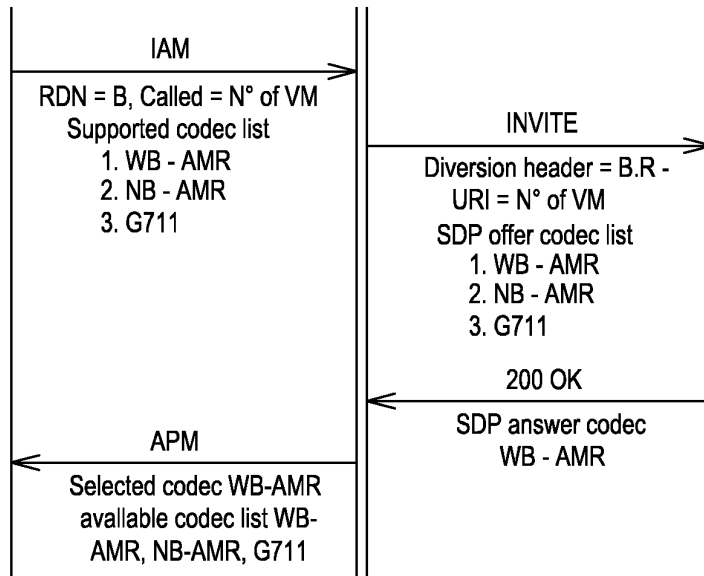 IAM
RDN = B, Called = N° of VM
Supported codec list
1. WB - AMR
2. NB - AMR
3. G711
INVITE
Diversion header = B.R -
URI = N° of VM
SDP offer codec list
1. WB - AMR
2. NB - AMR
3. G711
200 OK
SDP answer codec
WB - AMR
APM
Selected codec WB-AMR
avallable codec list WB-
AMR, NB-AMR, G711